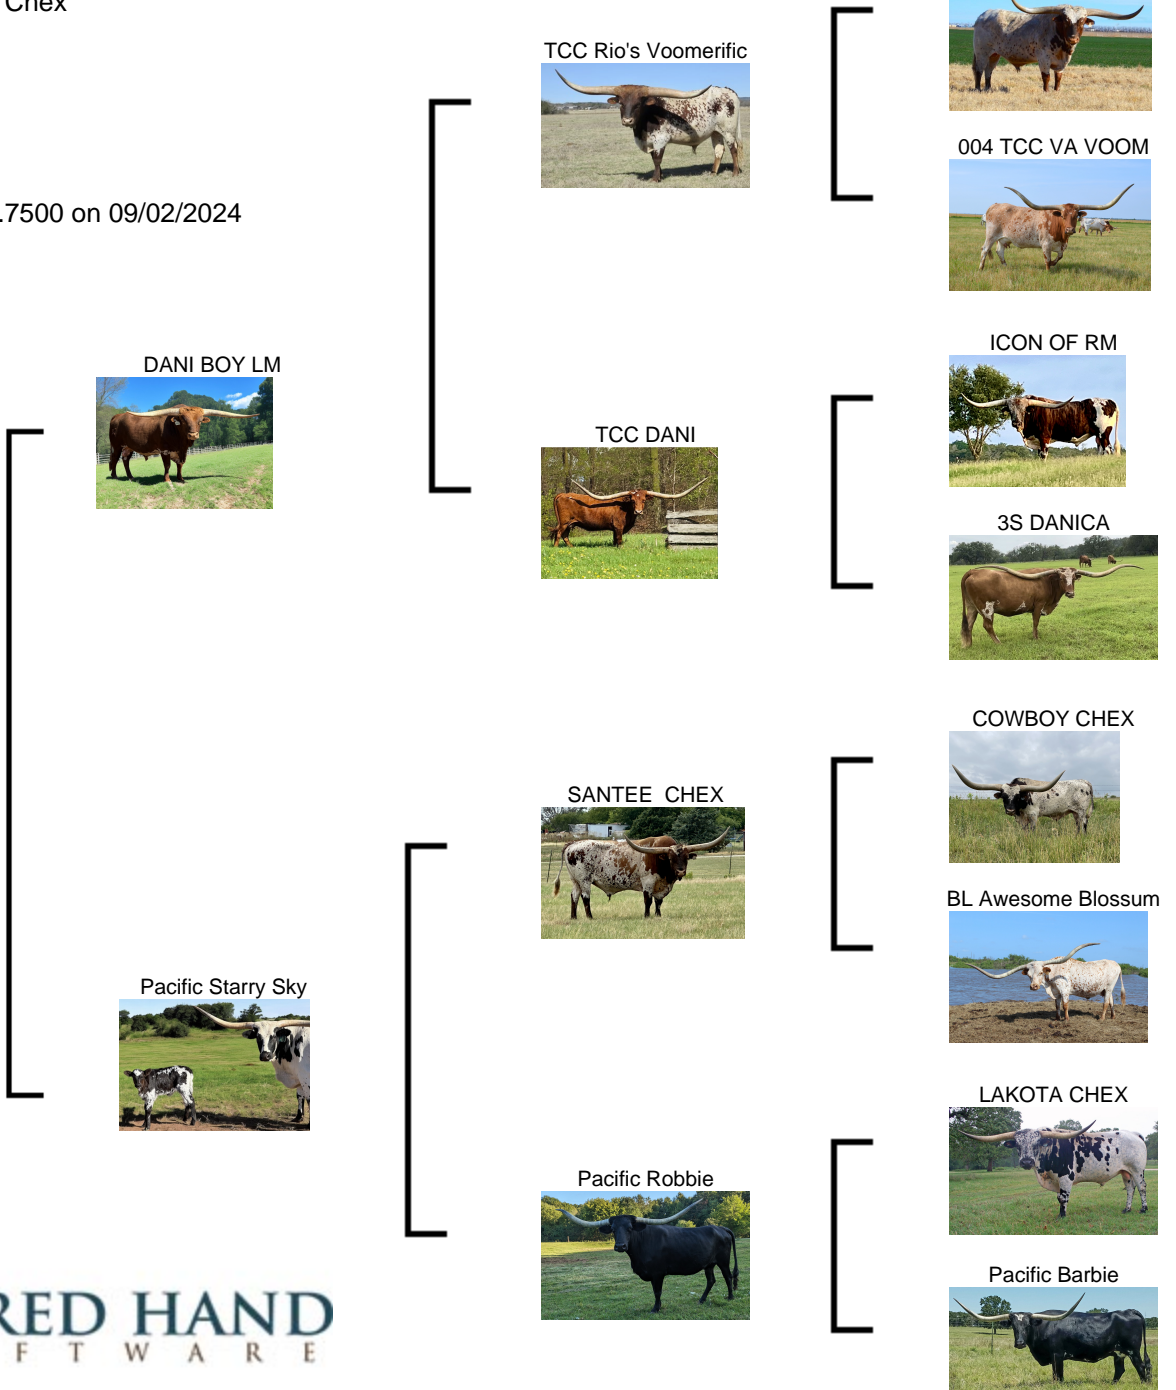 Chex
.7500 on 09/02/2024
TCC Rio's Voomerific
004 TCC VA VOOM
DANI BOY LM
ICON OF RM
TCC DANI
3S DANICA
COWBOY CHEX
SANTEE CHEX
BL Awesome Blossum
Pacific Starry Sky
LAKOTA CHEX
Pacific Robbie
Pacific Barbie
RED HAND
FTWARE